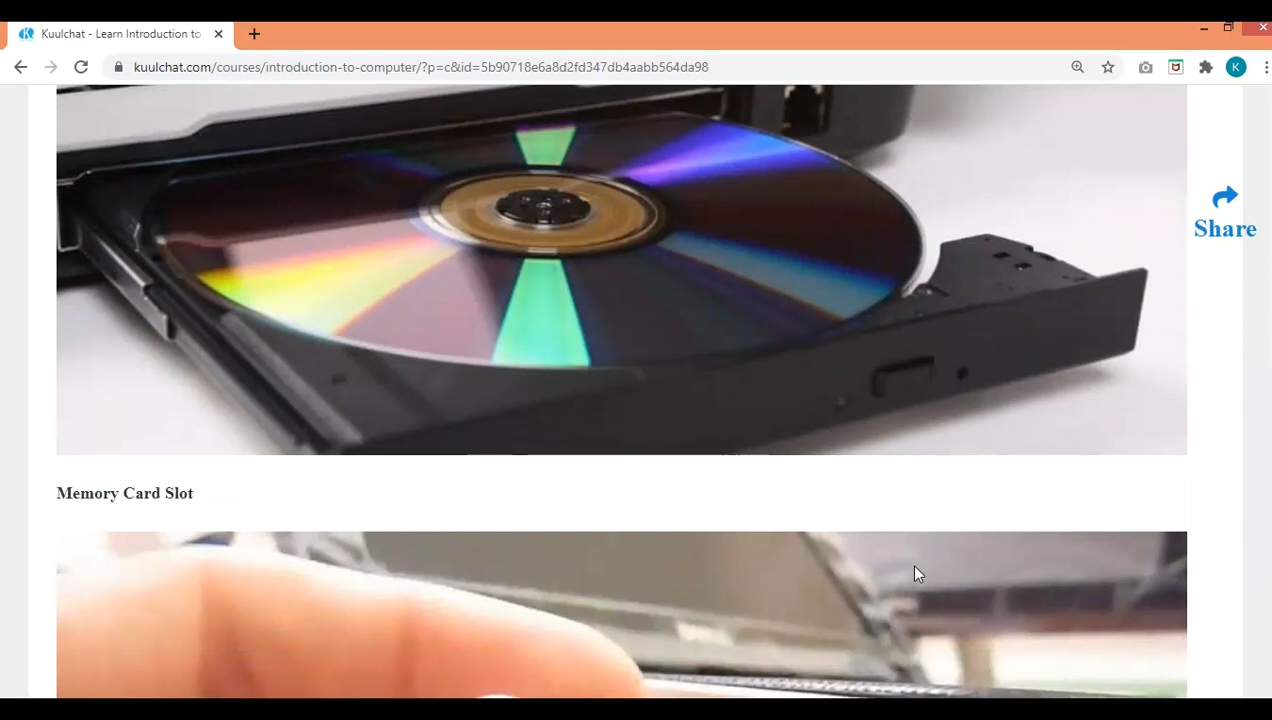 Kuulchat - Learn Introduction to
kuulchat.com/courses/introduction-to-computer/?p=c&id=5b90718e6a8d2fd347db4aabb564da98
K
Share
Memory Card Slot